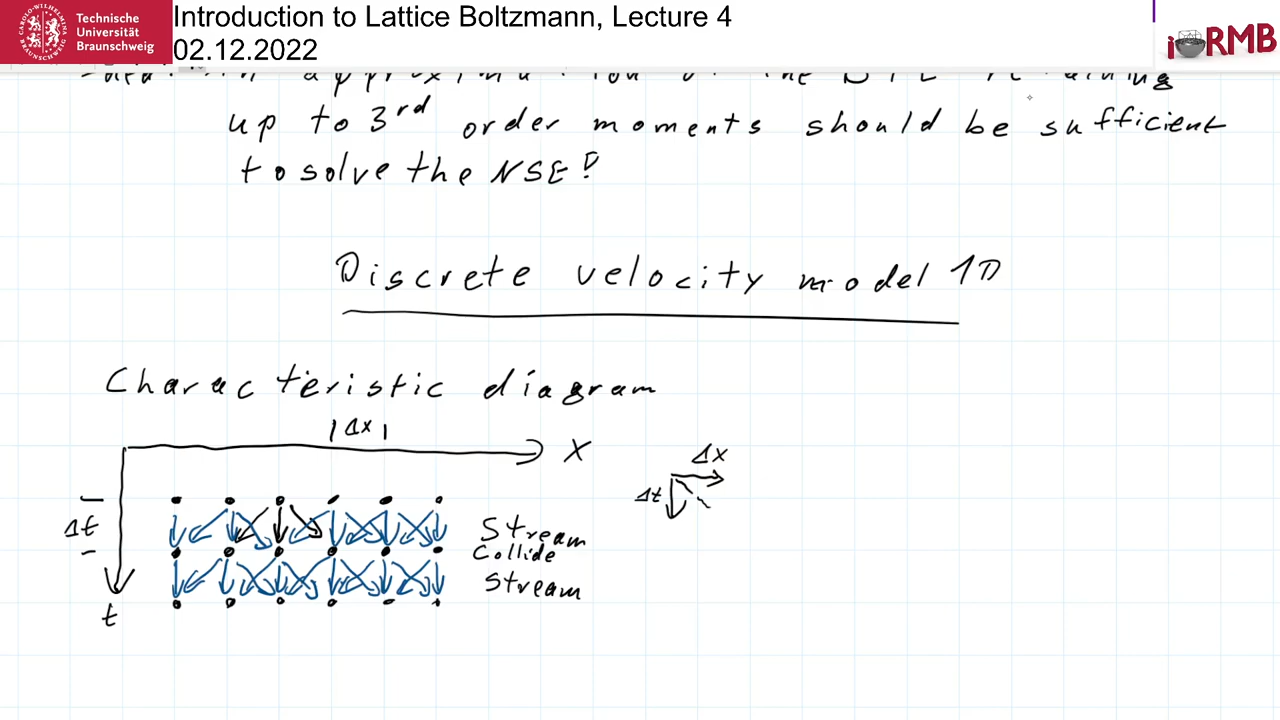 Technische
Universität
Braunschweig
Introduction to Lattice Boltzmann, Lecture 4
02.12.2022
iRMB
up to 3rd order moments should be sufficient
to solve the NSE!
Discrete velocity model 1D
Characteristic diagram
Δx
X
Δt
t
Stream
Collide
Stream
Δx
Δt